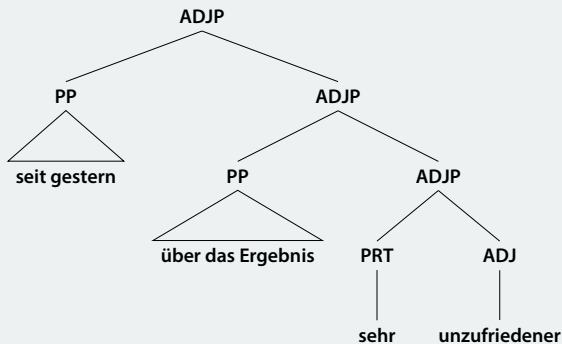 ADJP
PP ADJP
seit gestern
PP ADJP
über das Ergebnis PRT ADJ
sehr unzufriedener